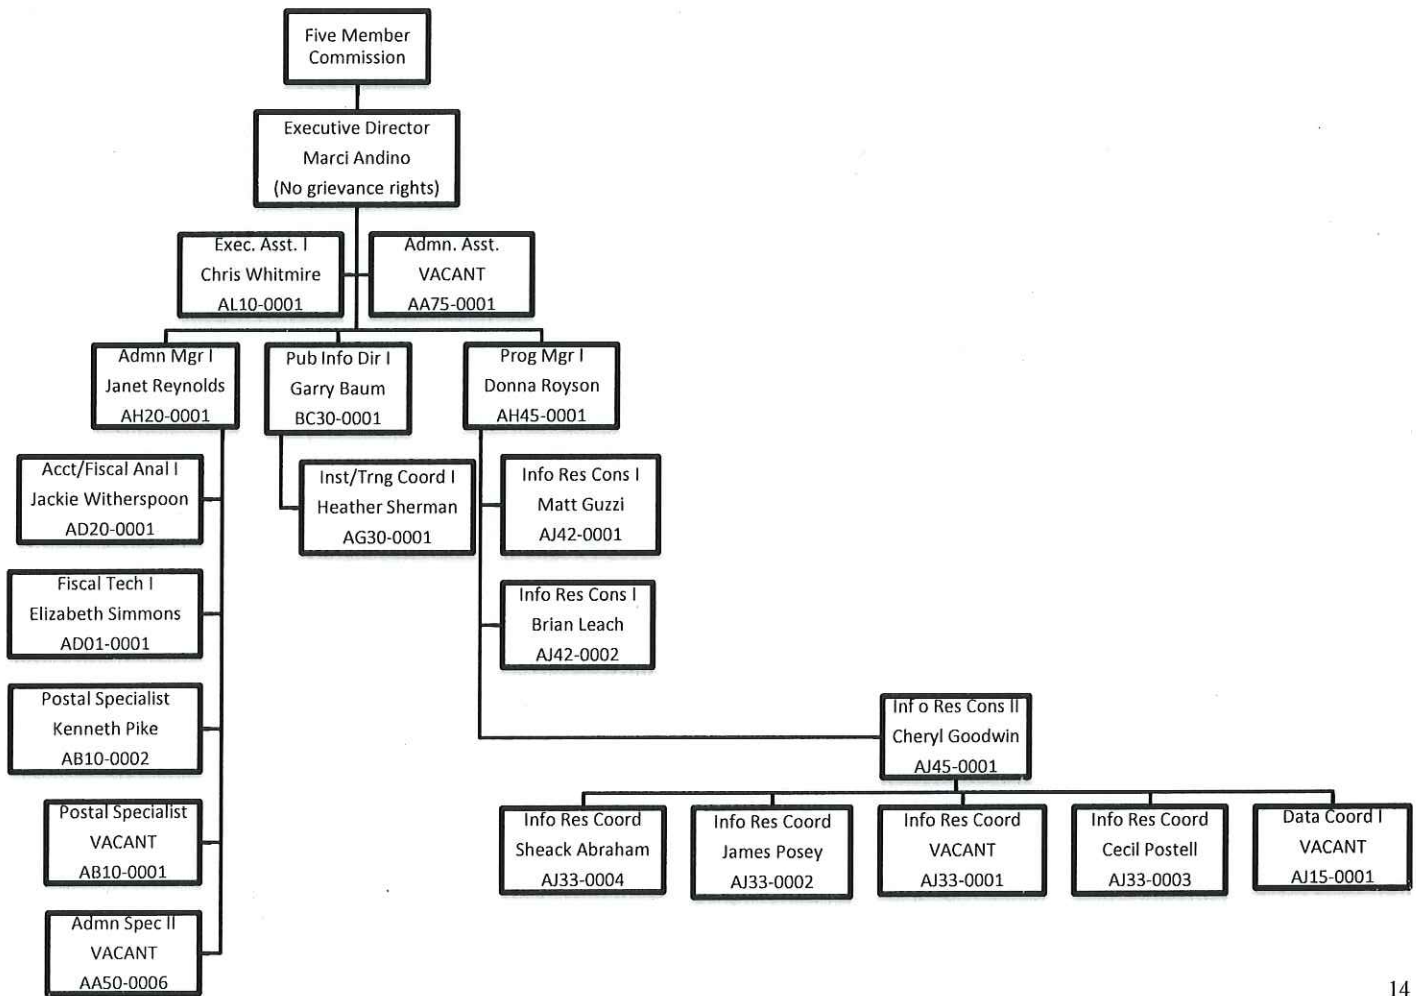 Five Member
Commission
Executive Director
Marci Andino
(No grievance rights)
Exec. Asst. I
Chris Whitmire
AL10-0001
Admn. Asst.
VACANT
AA75-0001
Admn Mgr I
Janet Reynolds
AH20-0001
Pub Info Dir I
Garry Baum
BC30-0001
Prog Mgr I
Donna Royson
AH45-0001
Acct/Fiscal Anal I
Jackie Witherspoon
AD20-0001
Fiscal Tech I
Elizabeth Simmons
AD01-0001
Postal Specialist
Kenneth Pike
AB10-0002
Postal Specialist
VACANT
AB10-0001
Admn Spec II
VACANT
AA50-0006
Inst/Trng Coord I
Heather Sherman
AG30-0001
Info Res Cons I
Matt Guzzi
AJ42-0001
Info Res Cons I
Brian Leach
AJ42-0002
Inf o Res Cons II
Cheryl Goodwin
AJ45-0001
Info Res Coord
Sheack Abraham
AJ33-0004
Info Res Coord
James Posey
AJ33-0002
Info Res Coord
VACANT
AJ33-0001
Info Res Coord
Cecil Postell
AJ33-0003
Data Coord I
VACANT
AJ15-0001
14